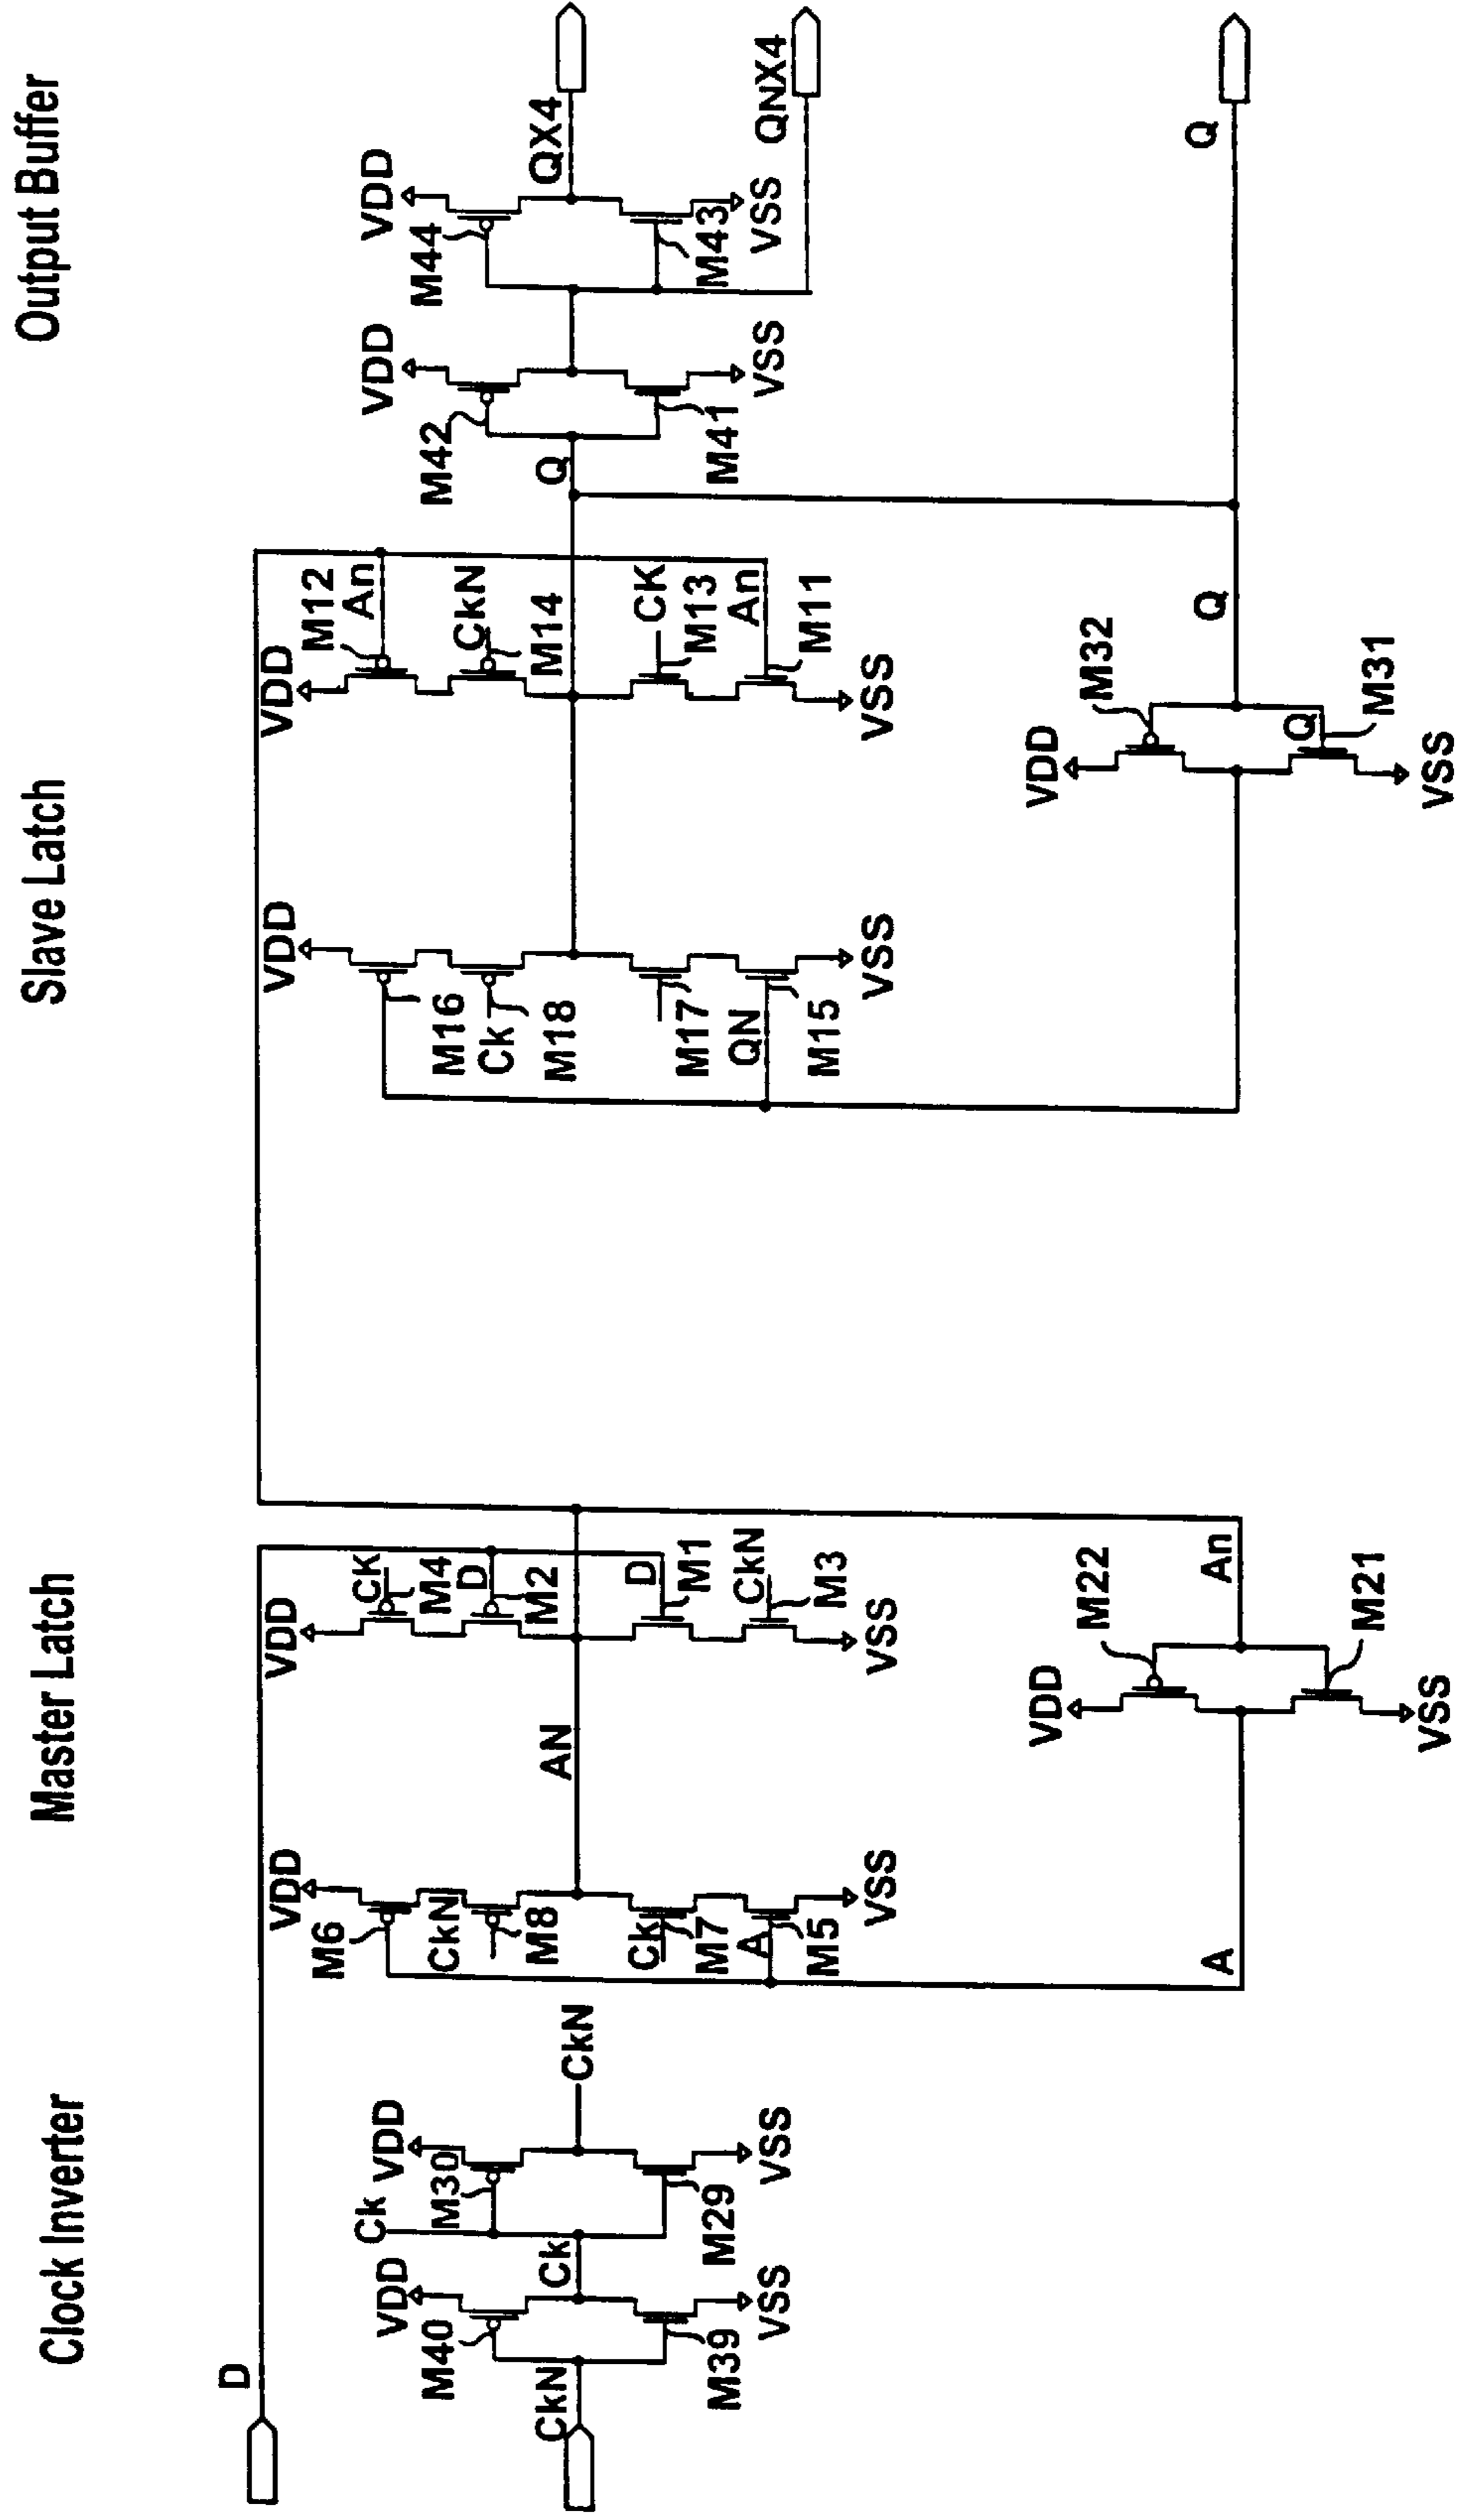 Clock Inverter
Master Latch
Slave Latch
Output Buffer
D
CkN
M40
VDD
Ck
M39
VSS
Ck
VDD
M30
M29
VSS
CkN
VDD
M6
CkN
M8
Ck
M7
A
M5
VSS
AN
VDD
Ck
M4
D
M2
D
M1
CkN
M3
VSS
A
VDD
M22
An
M21
VSS
VDD
M16
Ck
M18
M17
QN
M15
VSS
VDD
M12
An
CkN
M14
CK
M13
An
M11
VSS
VDD
M32
Q
Q
M31
VSS
Q
VDD
M42
M41
VSS
VDD
M44
M43
VSS
QX4
QNX4
Q